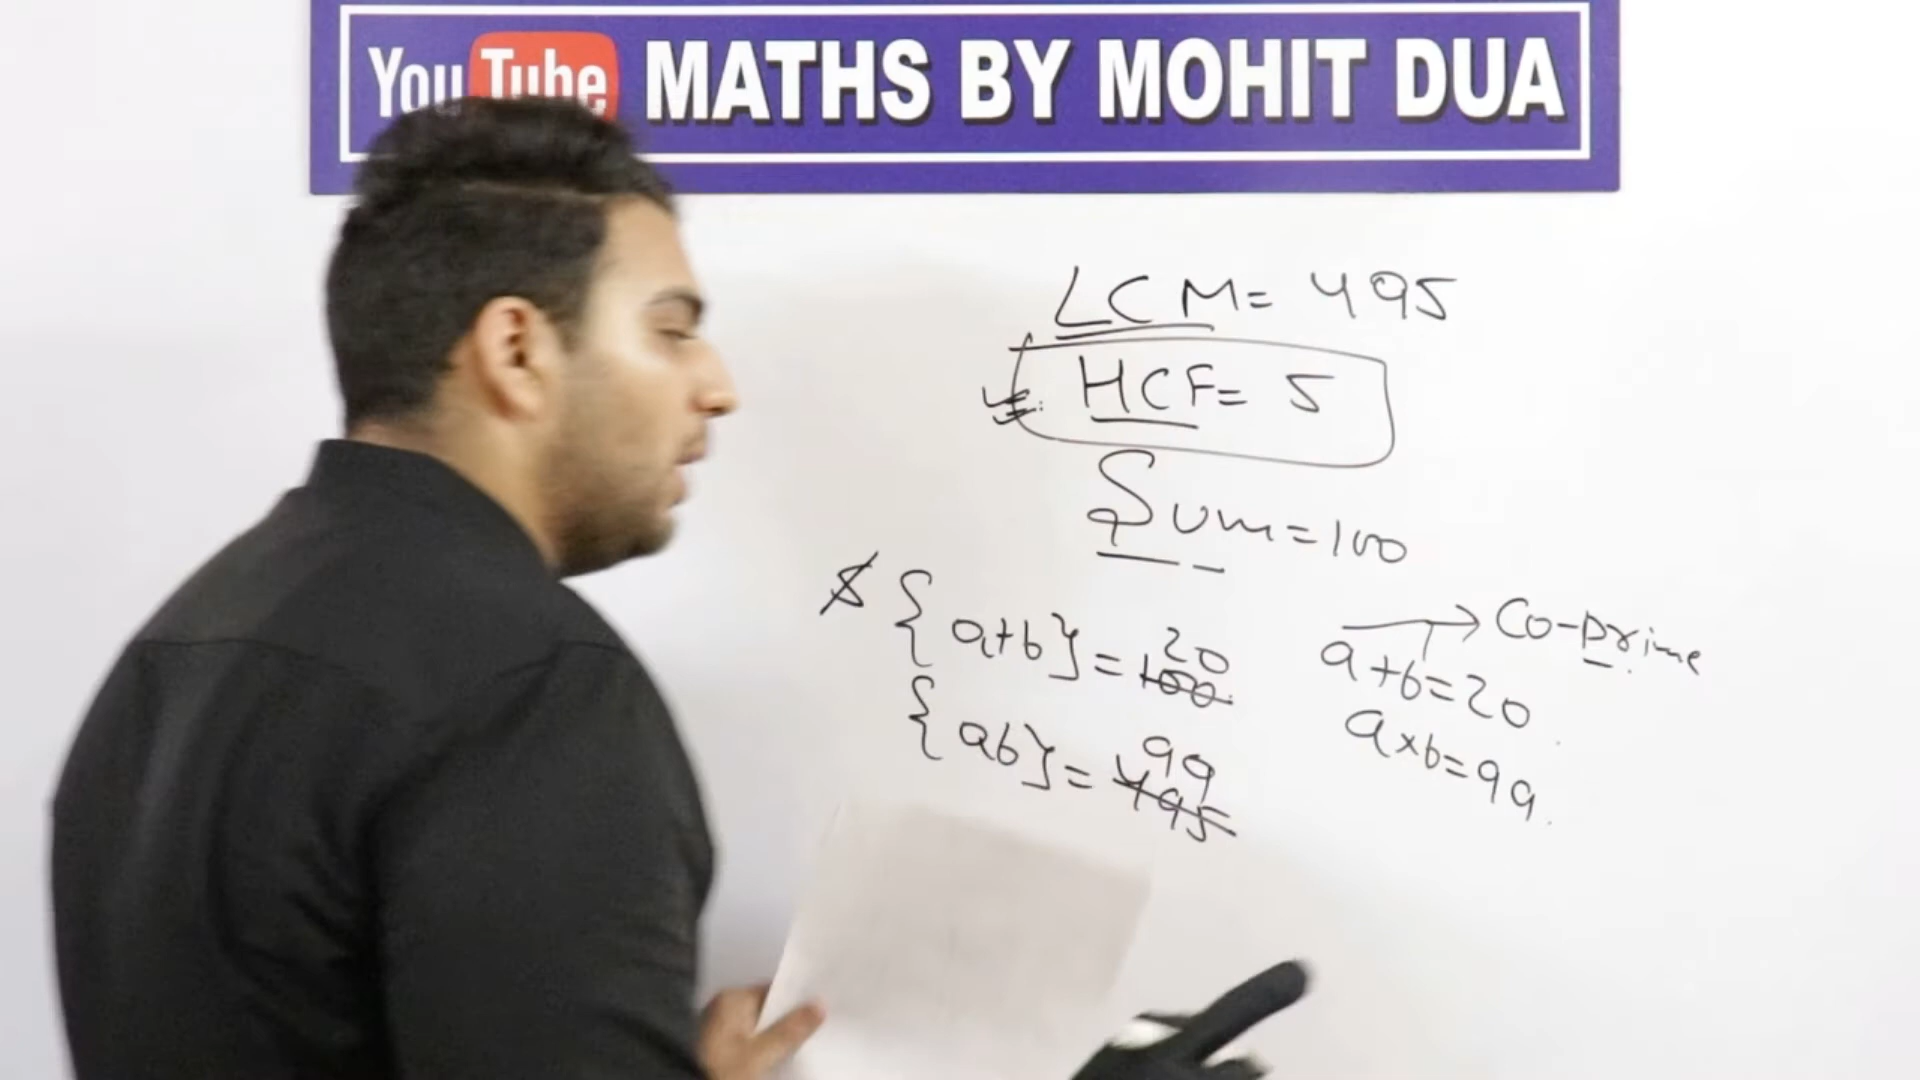 YouTube MATHS BY MOHIT DUA
LCM = 495
HCF = 5
Sum = 100
5 { a+b } = 100 20
{ ab } = 495 99
→ Co-prime
a+b=20
a×b=99